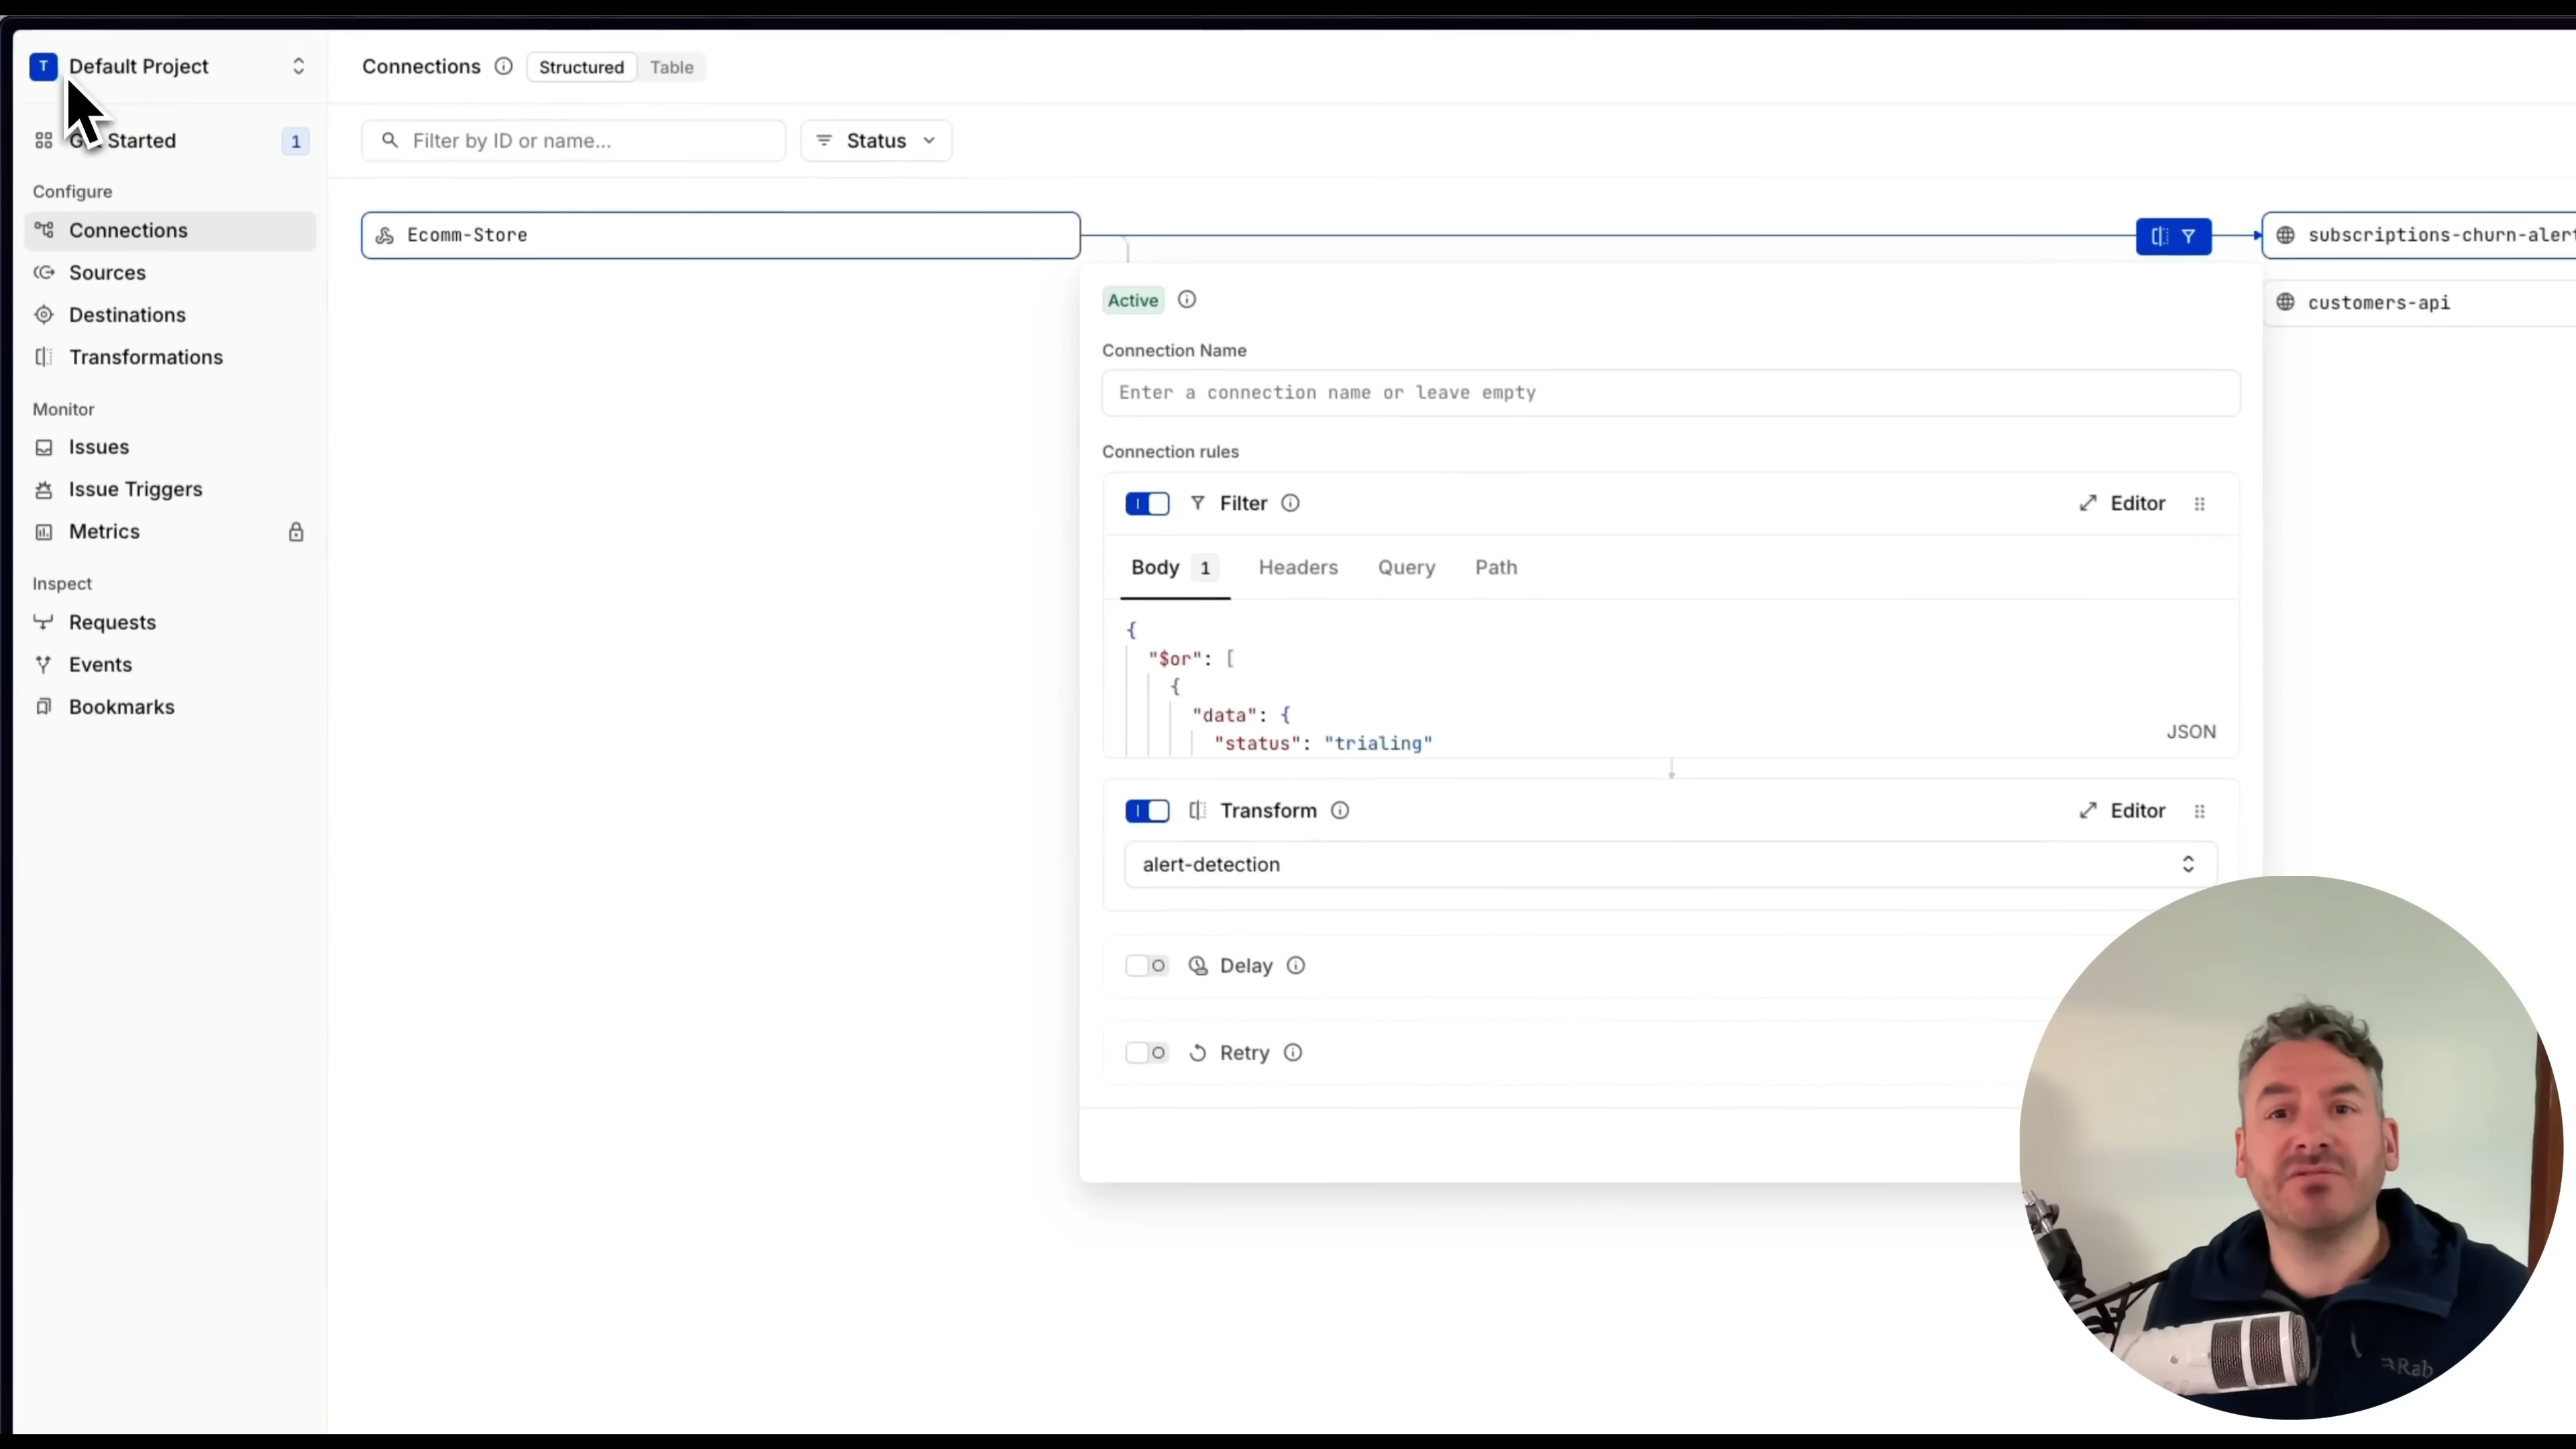 T Default Project
Connections Structured Table
Started 1
Filter by ID or name...
Status
Configure
Connections
Sources
Destinations
Transformations
Monitor
Issues
Issue Triggers
Metrics
Inspect
Requests
Events
Bookmarks
Ecomm-Store
customers-api
Active
Connection Name
Enter a connection name or leave empty
Connection rules
Filter Editor
Body 1 Headers Query Path
{
"$or": [
{
"data": {
"status": "trialing"
JSON
Transform Editor
alert-detection
Delay
Retry
Rab